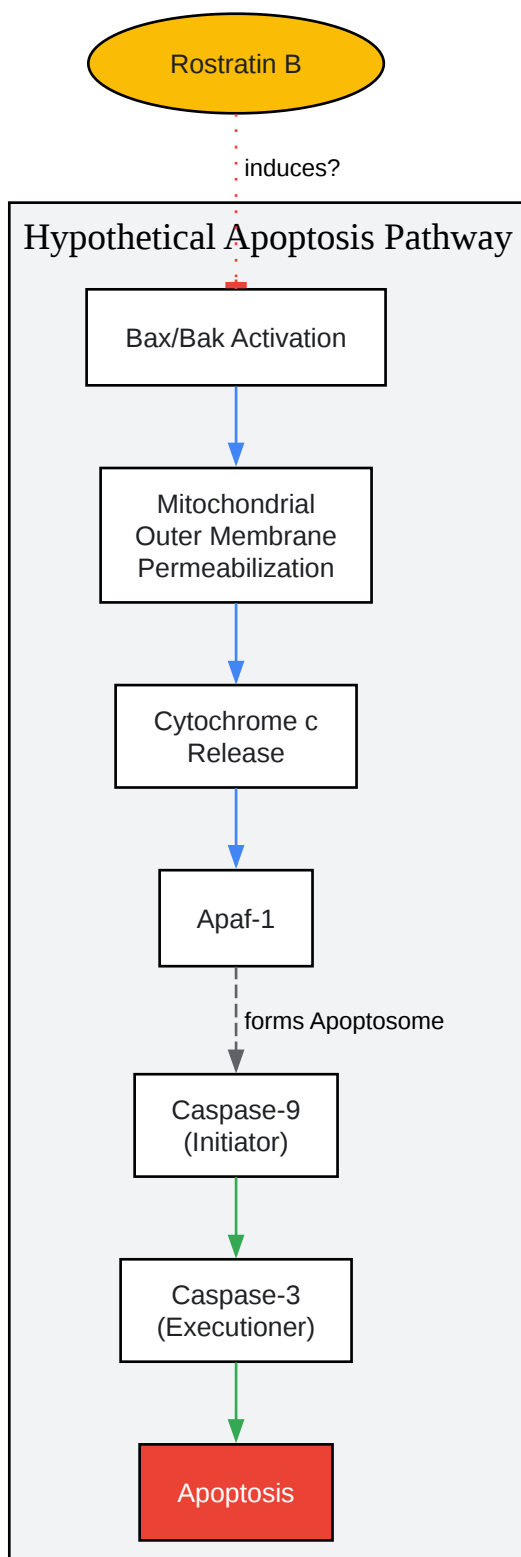 Rostratin B
induces?
Hypothetical Apoptosis Pathway
Bax/Bak Activation
Mitochondrial
Outer Membrane
Permeabilization
Cytochrome c
Release
Apaf-1
forms Apoptosome
Caspase-9
(Initiator)
Caspase-3
(Executioner)
Apoptosis